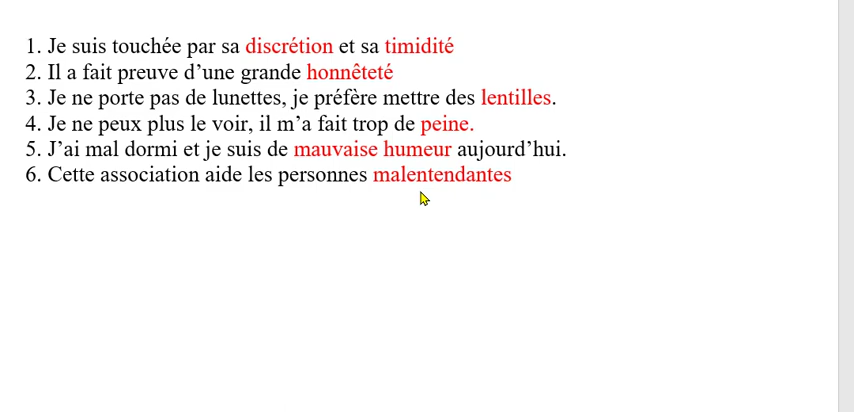 1. Je suis touchée par sa discrétion et sa timidité
2. Il a fait preuve d’une grande honnêteté
3. Je ne porte pas de lunettes, je préfère mettre des lentilles.
4. Je ne peux plus le voir, il m’a fait trop de peine.
5. J’ai mal dormi et je suis de mauvaise humeur aujourd’hui.
6. Cette association aide les personnes malentendantes